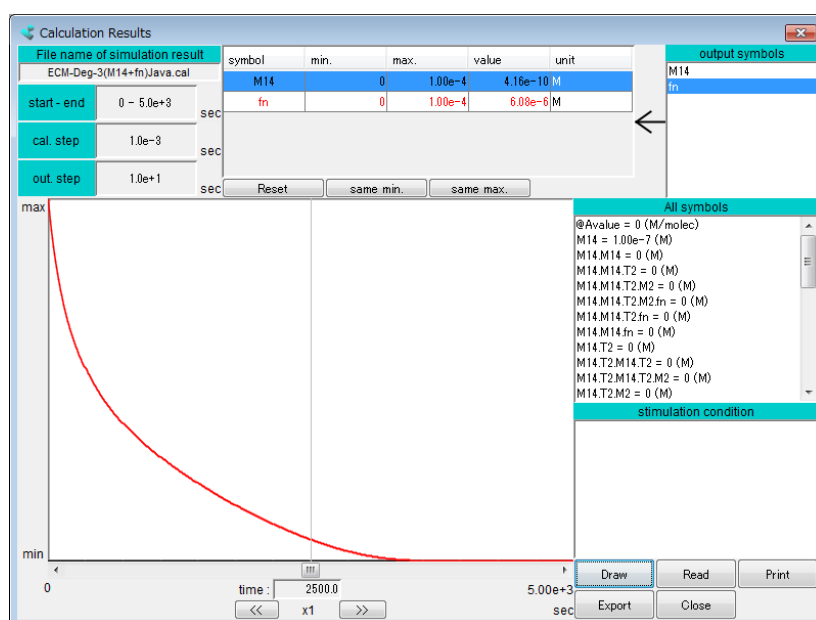 Calculation Results
File name of simulation result
ECM-Deg-3(M14+fn)Java.cal
start - end 0 - 5.0e+3 sec
cal. step 1.0e-3 sec
out. step 1.0e+1 sec
symbol min. max. value unit
M14 0 1.00e-4 4.16e-10 M
fn 0 1.00e-4 6.08e-6 M
Reset same min. same max.
output symbols
M14
fn
max
min
0
time : 2500.0
5.00e+3
<< x1 >>
sec
All symbols
@Avalue = 0 (M/molec)
M14 = 1.00e-7 (M)
M14.M14 = 0 (M)
M14.M14.T2 = 0 (M)
M14.M14.T2.M2 = 0 (M)
M14.M14.T2.M2.fn = 0 (M)
M14.M14.T2.fn = 0 (M)
M14.M14.fn = 0 (M)
M14.T2 = 0 (M)
M14.T2.M14.T2 = 0 (M)
M14.T2.M14.T2.M2 = 0 (M)
M14.T2.M2 = 0 (M)
stimulation condition
Draw Read Print
Export Close